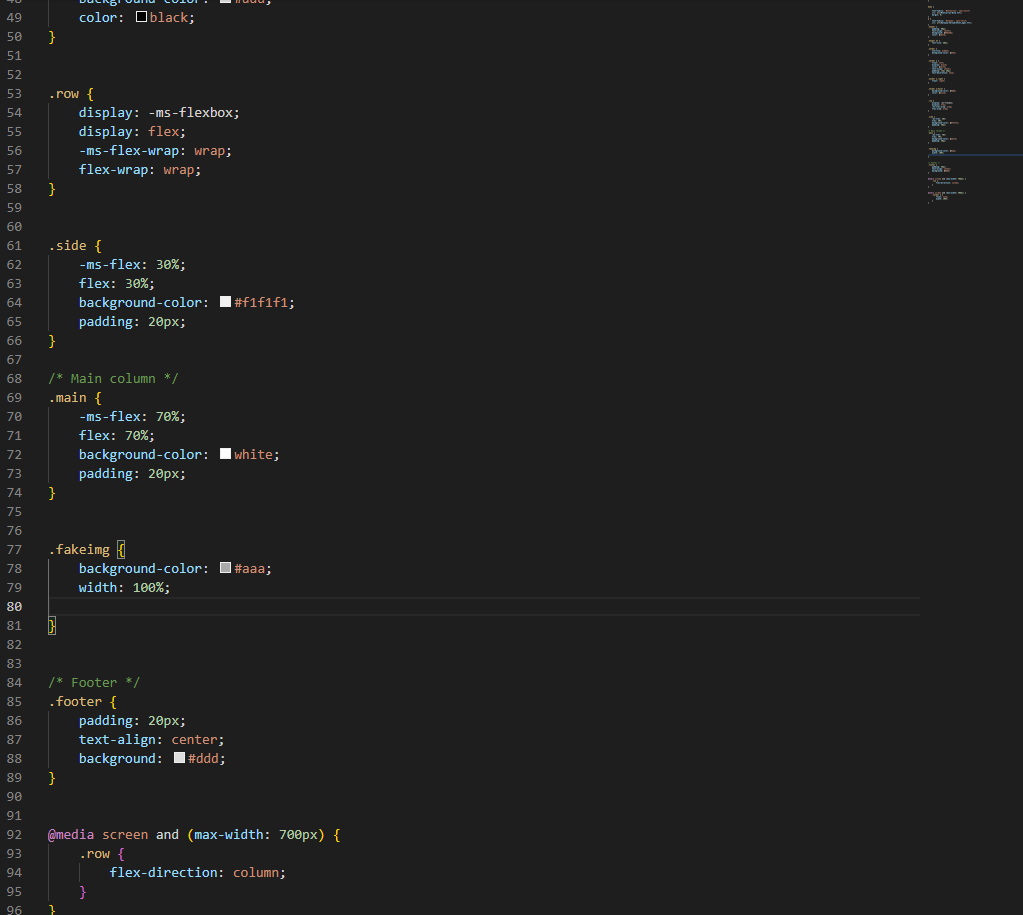 48 background-color: #ddd;
49 color: black;
50 }
51
52
53 .row {
54 display: -ms-flexbox;
55 display: flex;
56 -ms-flex-wrap: wrap;
57 flex-wrap: wrap;
58 }
59
60
61 .side {
62 -ms-flex: 30%;
63 flex: 30%;
64 background-color: #f1f1f1;
65 padding: 20px;
66 }
67
68 /* Main column */
69 .main {
70 -ms-flex: 70%;
71 flex: 70%;
72 background-color: white;
73 padding: 20px;
74 }
75
76
77 .fakeimg {
78 background-color: #aaa;
79 width: 100%;
80
81 }
82
83
84 /* Footer */
85 .footer {
86 padding: 20px;
87 text-align: center;
88 background: #ddd;
89 }
90
91
92 @media screen and (max-width: 700px) {
93 .row {
94 flex-direction: column;
95 }
96 }